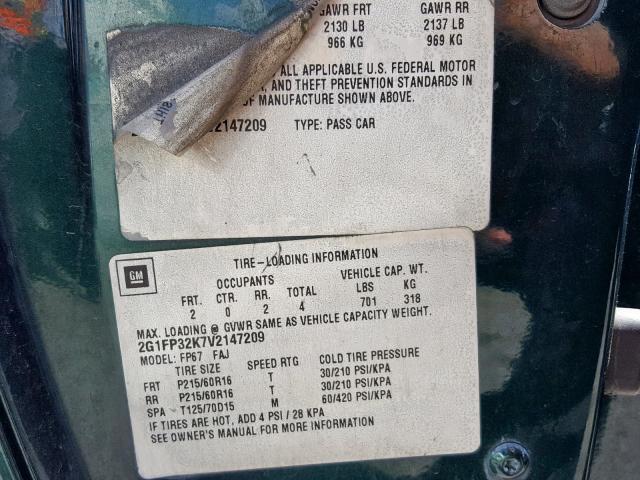 GAWR FRT GAWR RR
2130 LB 2137 LB
966 KG 969 KG
ALL APPLICABLE U.S. FEDERAL MOTOR
AND THEFT PREVENTION STANDARDS IN
OF MANUFACTURE SHOWN ABOVE.
2147209 TYPE: PASS CAR
GM
TIRE-LOADING INFORMATION
OCCUPANTS VEHICLE CAP. WT.
FRT. CTR. RR. TOTAL LBS KG
2 0 2 4 701 318
MAX. LOADING @ GVWR SAME AS VEHICLE CAPACITY WEIGHT.
2G1FP32K7V2147209
MODEL: FP67 FAJ
TIRE SIZE SPEED RTG COLD TIRE PRESSURE
FRT P215/60R16 T 30/210 PSI/KPA
RR P215/60R16 T 30/210 PSI/KPA
SPA T125/70D15 M 60/420 PSI/KPA
IF TIRES ARE HOT, ADD 4 PSI / 28 KPA
SEE OWNER'S MANUAL FOR MORE INFORMATION